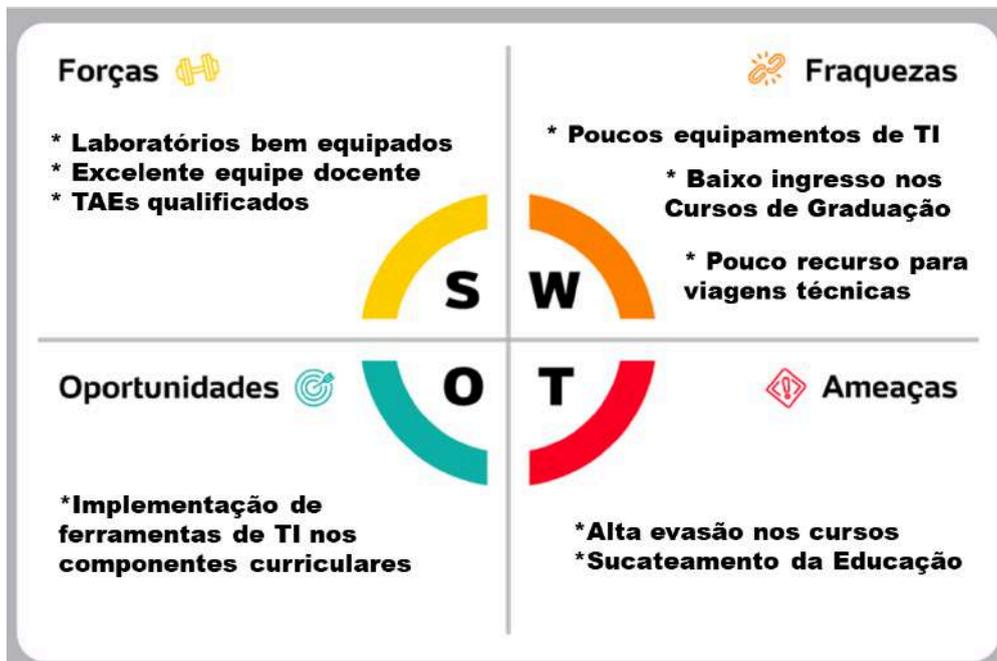 Forças
* Laboratórios bem equipados
* Excelente equipe docente
* TAEs qualificados
Fraquezas
* Poucos equipamentos de TI
* Baixo ingresso nos
Cursos de Graduação
* Pouco recurso para
viagens técnicas
S W
O T
Oportunidades
*Implementação de
ferramentas de TI nos
componentes curriculares
Ameaças
*Alta evasão nos cursos
*Sucateamento da Educação